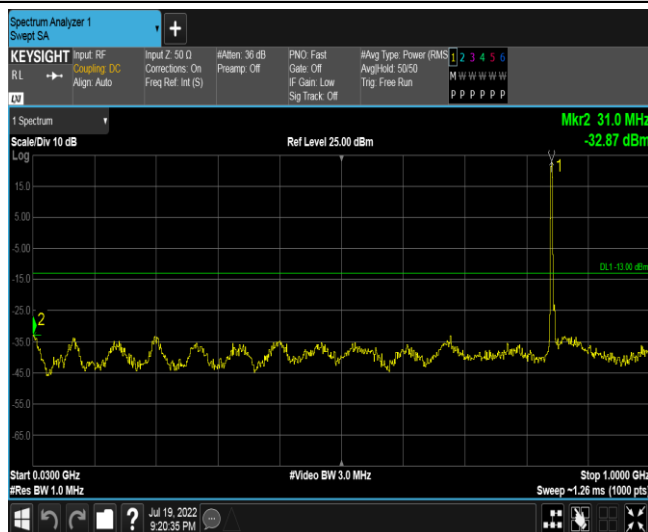 Spectrum Analyzer 1
Swept SA
+
KEYSIGHT Input: RF Input Z: 50 Ω #Atten: 36 dB PNO: Fast #Avg Type: Power (RMS 1 2 3 4 5 6
RL Coupling: DC Corrections: On Preamp: Off Gate: Off Avg|Hold: 50/50 M W W W W W
Align: Auto Freq Ref: Int (S) IF Gain: Low Trig: Free Run
LXI Sig Track: Off P P P P P P
1 Spectrum Mkr2 31.0 MHz
Scale/Div 10 dB Ref Level 25.00 dBm -32.87 dBm
Log
1
15.0
5.00
-5.00
DL1 -13.00 dBm
-15.0
-25.0
2
-35.0
-45.0
-55.0
-65.0
Start 0.0300 GHz #Video BW 3.0 MHz Stop 1.0000 GHz
#Res BW 1.0 MHz Sweep ~1.26 ms (1000 pts)
? Jul 19, 2022
9:20:35 PM